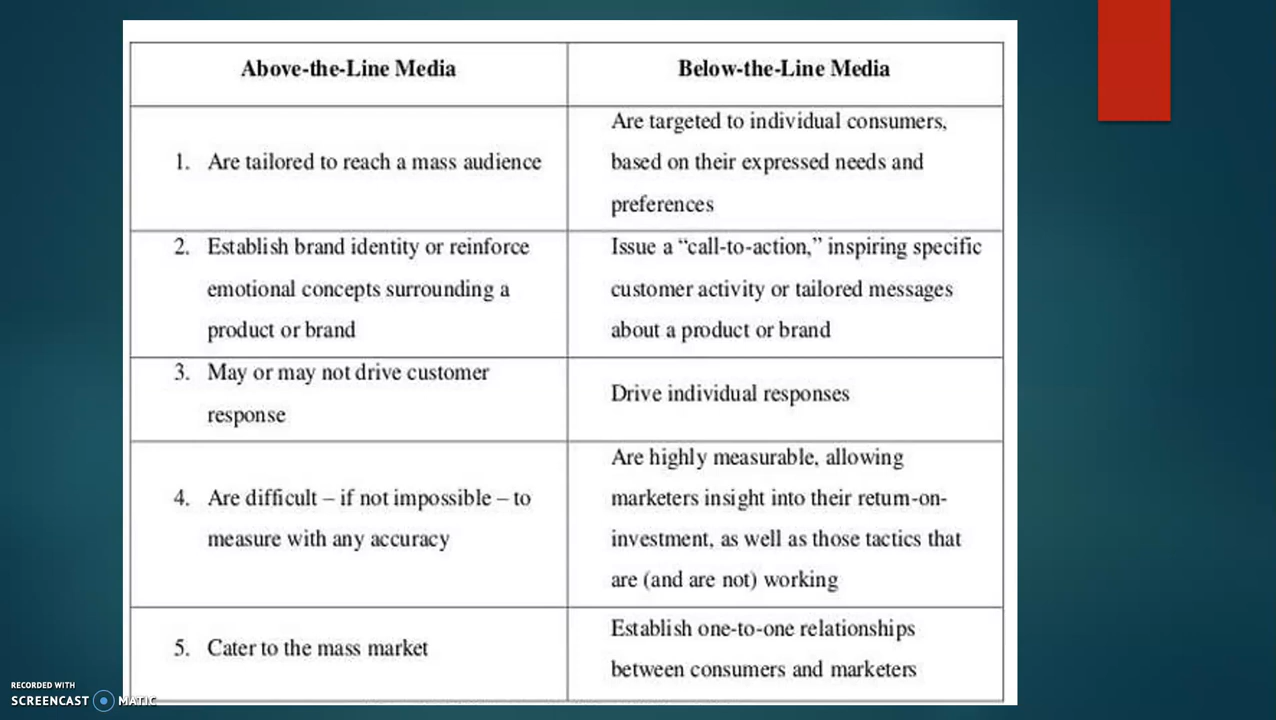 Above-the-Line Media
Below-the-Line Media
1. Are tailored to reach a mass audience
Are targeted to individual consumers,
based on their expressed needs and
preferences
2. Establish brand identity or reinforce
emotional concepts surrounding a
product or brand
Issue a “call-to-action,” inspiring specific
customer activity or tailored messages
about a product or brand
3. May or may not drive customer
response
Drive individual responses
4. Are difficult – if not impossible – to
measure with any accuracy
Are highly measurable, allowing
marketers insight into their return-on-
investment, as well as those tactics that
are (and are not) working
5. Cater to the mass market
Establish one-to-one relationships
between consumers and marketers
RECORDED WITH
SCREENCAST MATIC